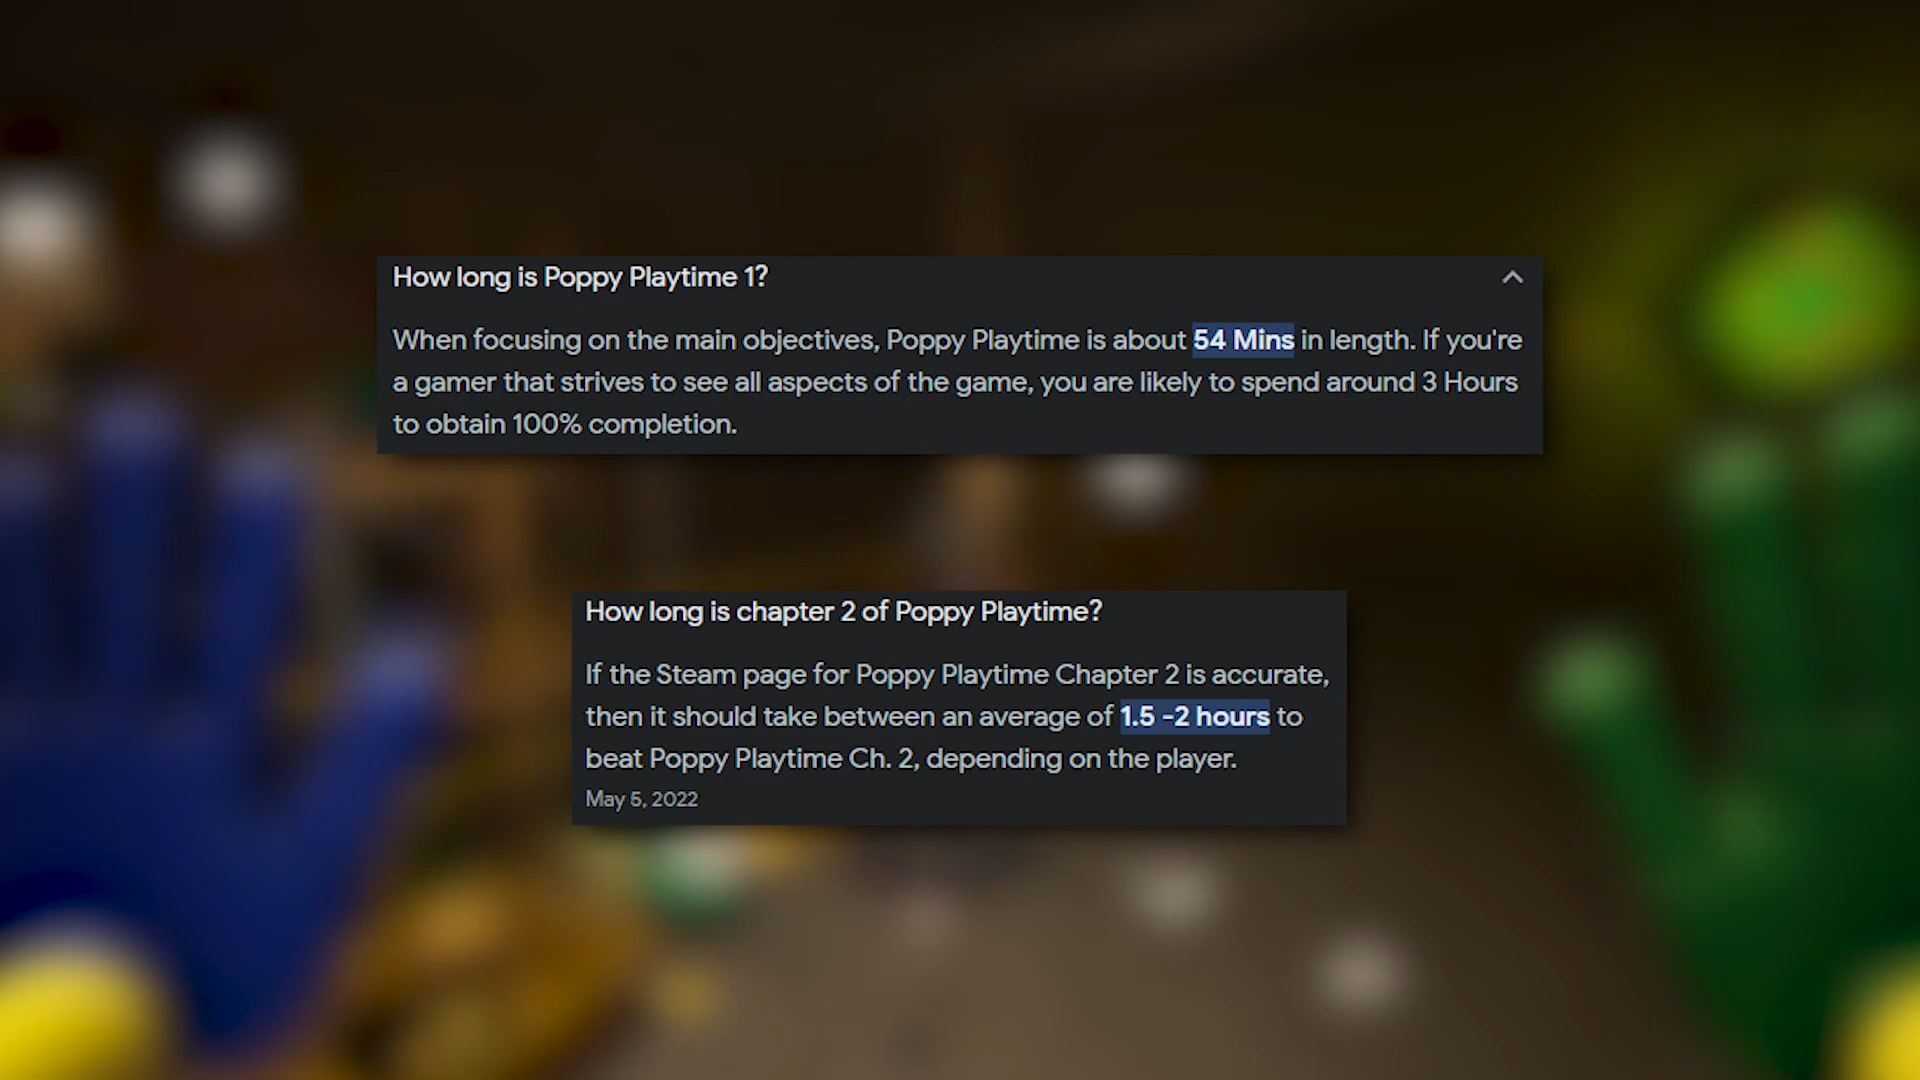 How long is Poppy Playtime 1?
When focusing on the main objectives, Poppy Playtime is about 54 Mins in length. If you're
a gamer that strives to see all aspects of the game, you are likely to spend around 3 Hours
to obtain 100% completion.
How long is chapter 2 of Poppy Playtime?
If the Steam page for Poppy Playtime Chapter 2 is accurate,
then it should take between an average of 1.5 -2 hours to
beat Poppy Playtime Ch. 2, depending on the player.
May 5, 2022